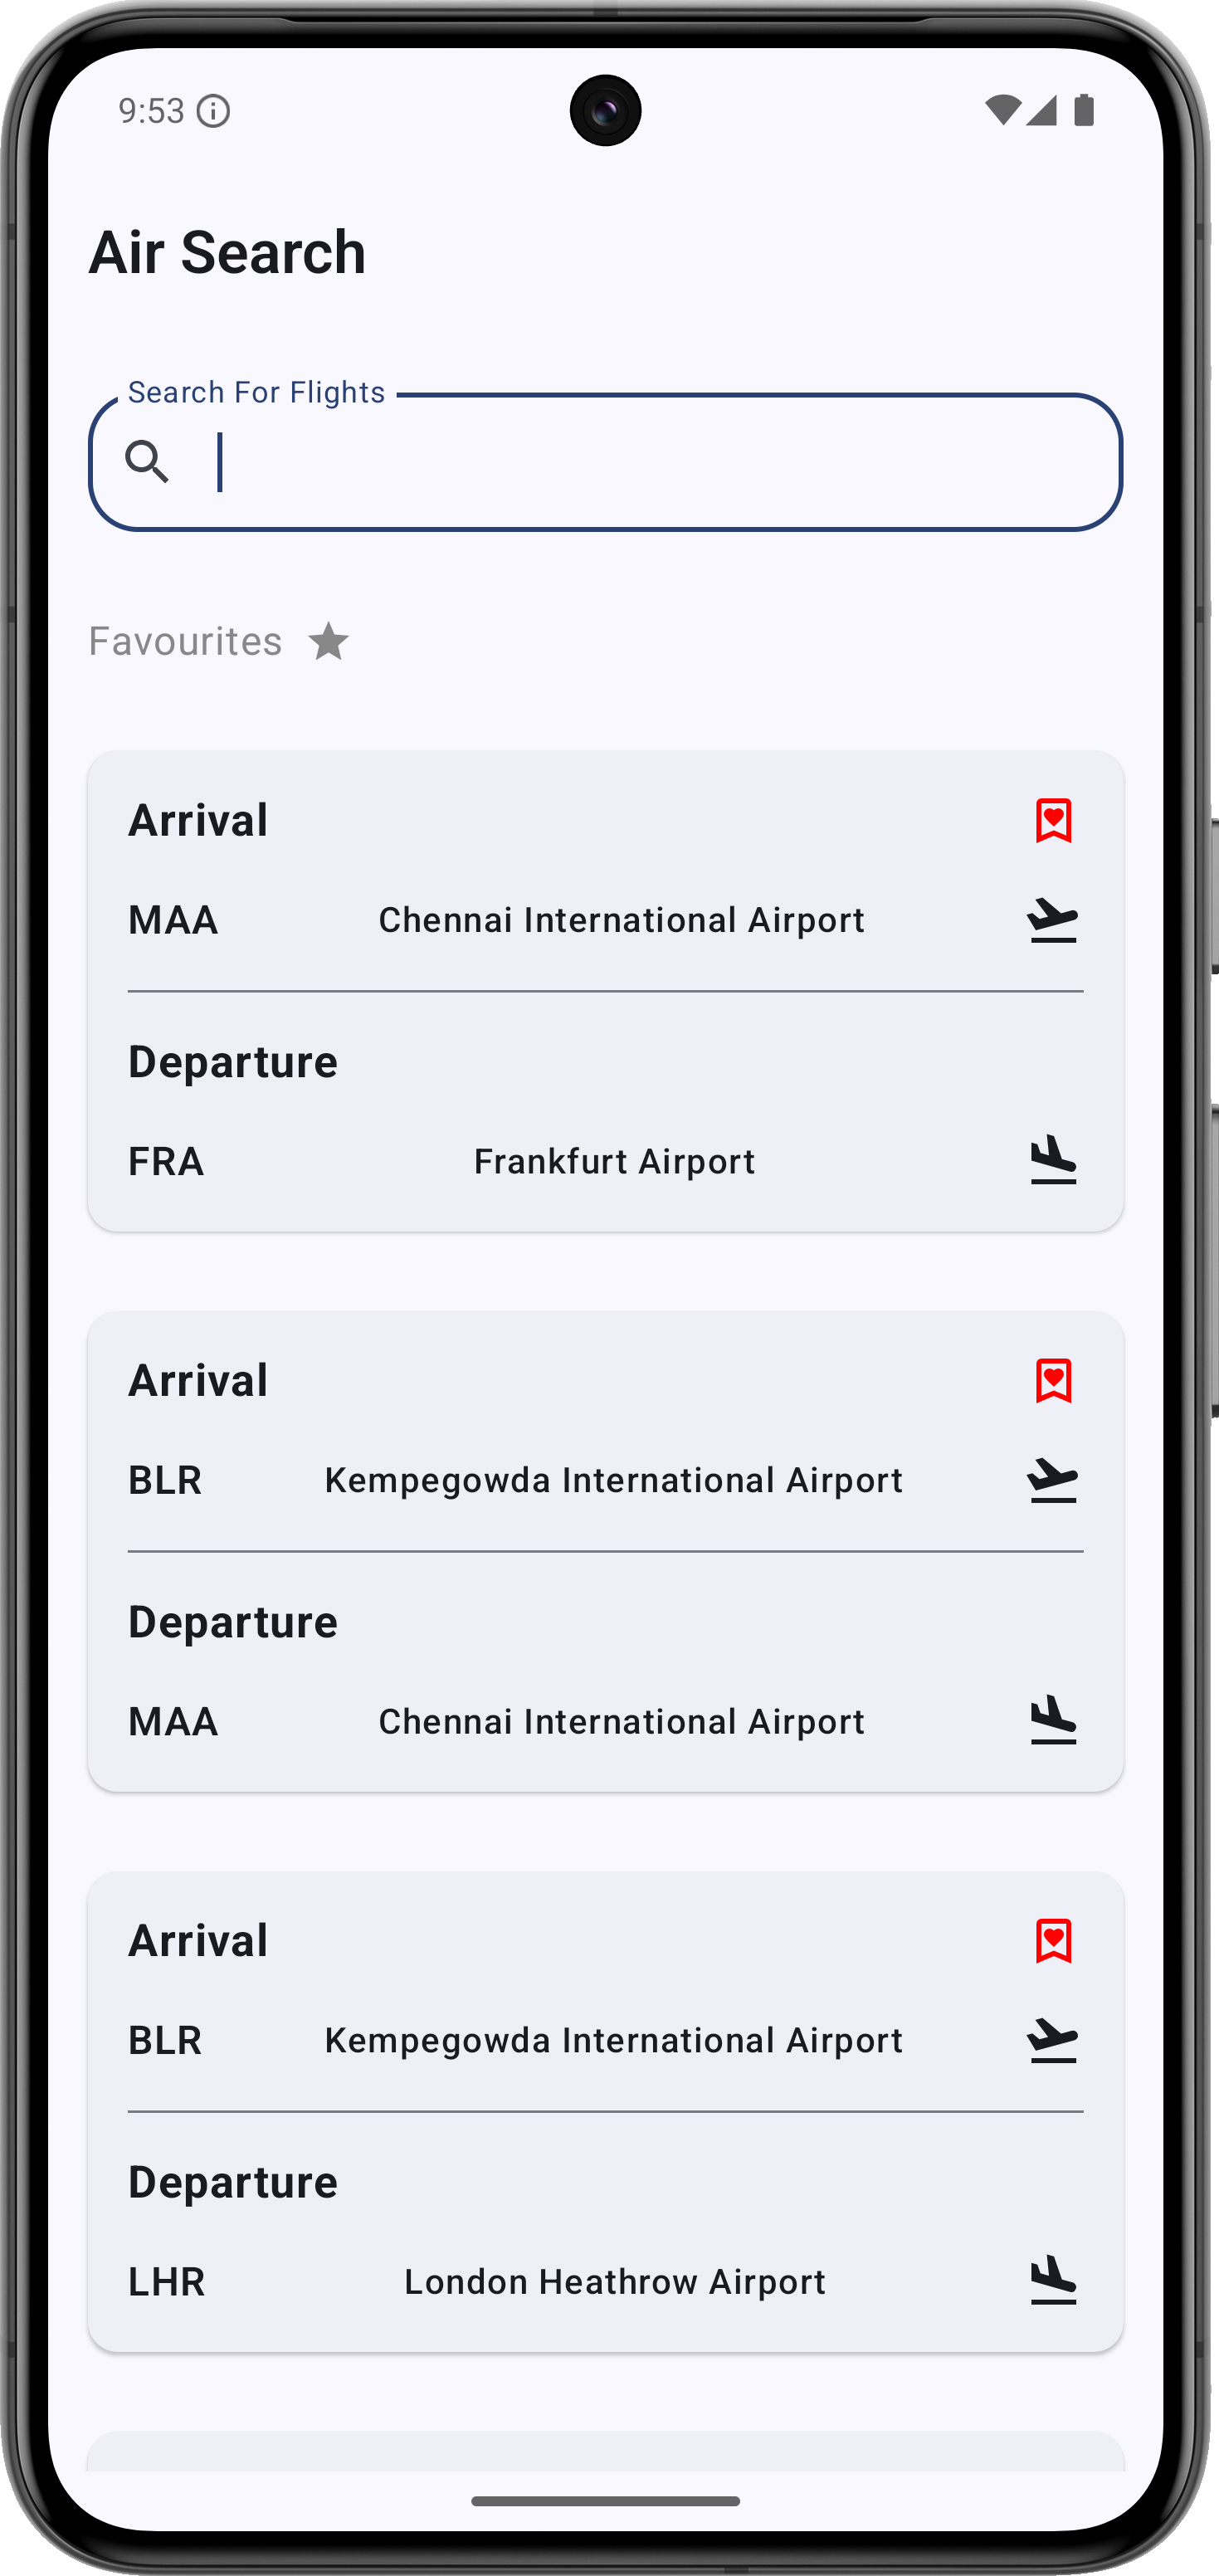 9:53
Air Search
Search For Flights
Favourites
Arrival
MAA Chennai International Airport
Departure
FRA Frankfurt Airport
Arrival
BLR Kempegowda International Airport
Departure
MAA Chennai International Airport
Arrival
BLR Kempegowda International Airport
Departure
LHR London Heathrow Airport